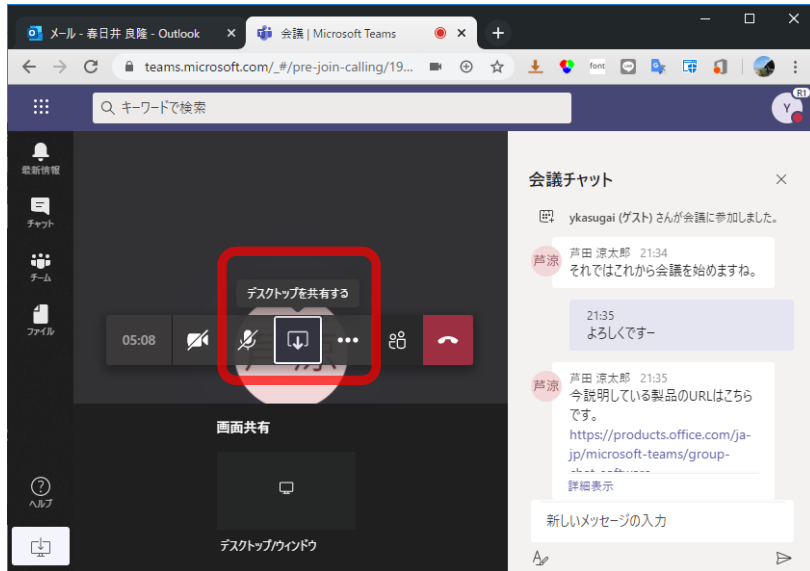 メール - 春日井 良隆 - Outlook
会議 | Microsoft Teams
teams.microsoft.com/_#/pre-join-calling/19...
font
キーワードで検索
Y
R1
最新情報
チャット
チーム
ファイル
ヘルプ
デスクトップを共有する
05:08
芦涼
画面共有
デスクトップ/ウィンドウ
会議チャット
ykasugai (ゲスト) さんが会議に参加しました。
芦涼
芦田 涼太郎 21:34
それではこれから会議を始めますね。
21:35
よろしくですー
芦涼
芦田 涼太郎 21:35
今説明している製品のURLはこちら
です。
https://products.office.com/ja-
jp/microsoft-teams/group-
chat-software
詳細表示
新しいメッセージの入力